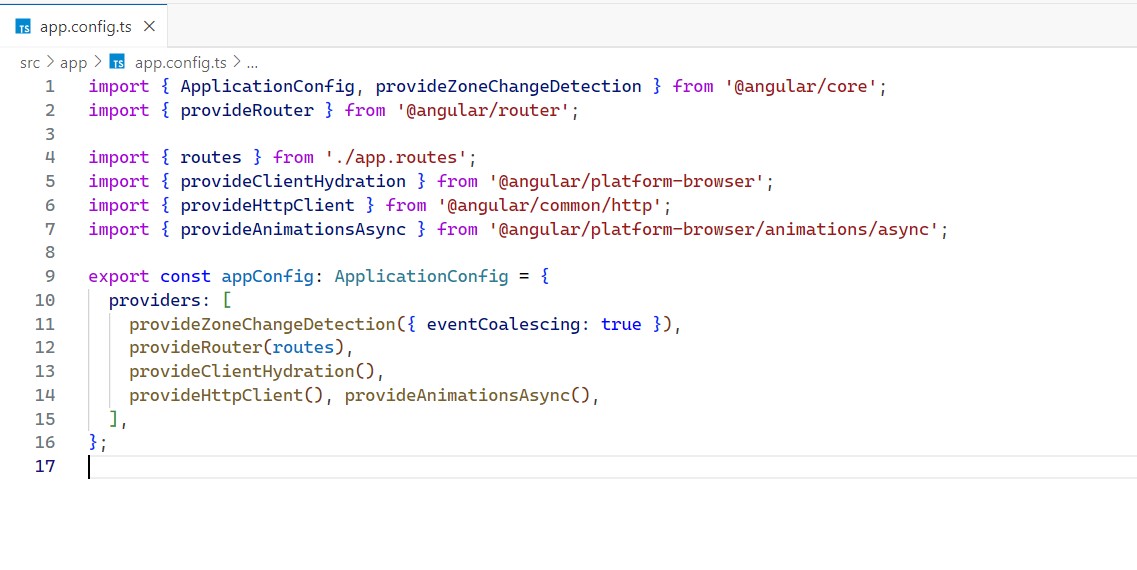 TS app.config.ts ×
src > app > TS app.config.ts > ...
1 import { ApplicationConfig, provideZoneChangeDetection } from '@angular/core';
2 import { provideRouter } from '@angular/router';
3
4 import { routes } from './app.routes';
5 import { provideClientHydration } from '@angular/platform-browser';
6 import { provideHttpClient } from '@angular/common/http';
7 import { provideAnimationsAsync } from '@angular/platform-browser/animations/async';
8
9 export const appConfig: ApplicationConfig = {
10   providers: [
11     provideZoneChangeDetection({ eventCoalescing: true }),
12     provideRouter(routes),
13     provideClientHydration(),
14     provideHttpClient(), provideAnimationsAsync(),
15   ],
16 };
17